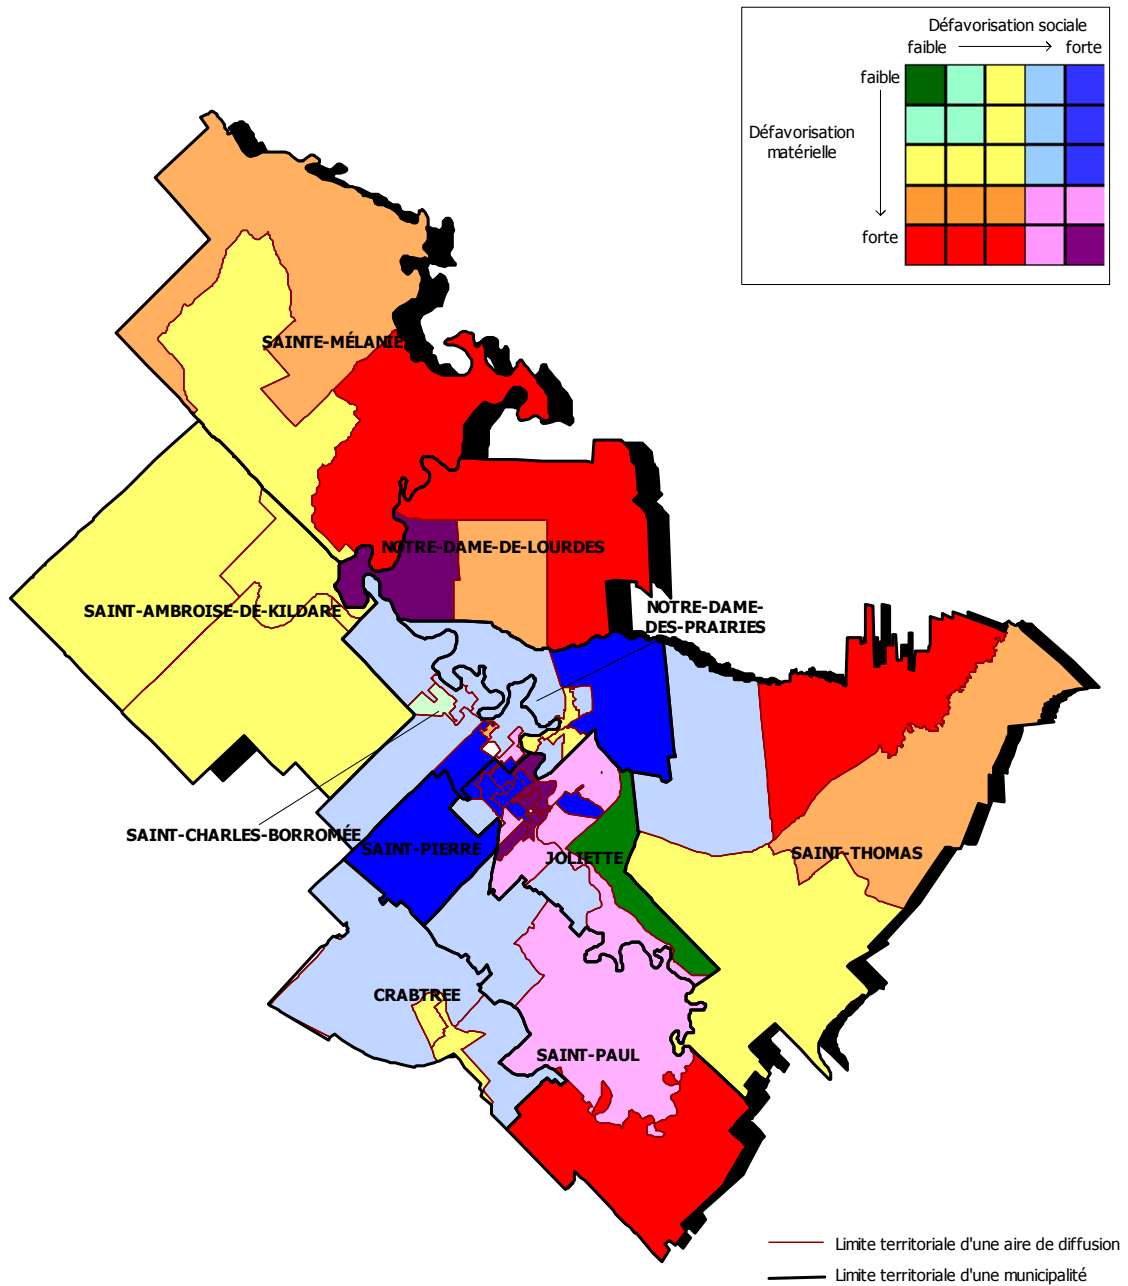 Défavorisation sociale
faible
forte
faible
Défavorisation
matérielle
forte
SAINTE-MÉLANIE
NOTRE-DAME-DE-LOURDES
NOTRE-DAME-
DES-PRAIRIES
SAINT-AMBROISE-DE-KILDARE
SAINT-CHARLES-BORROMÉE
SAINT-PIERRE
JOLIETTE
SAINT-THOMAS
CRABTREE
SAINT-PAUL
Limite territoriale d'une aire de diffusion
Limite territoriale d'une municipalité